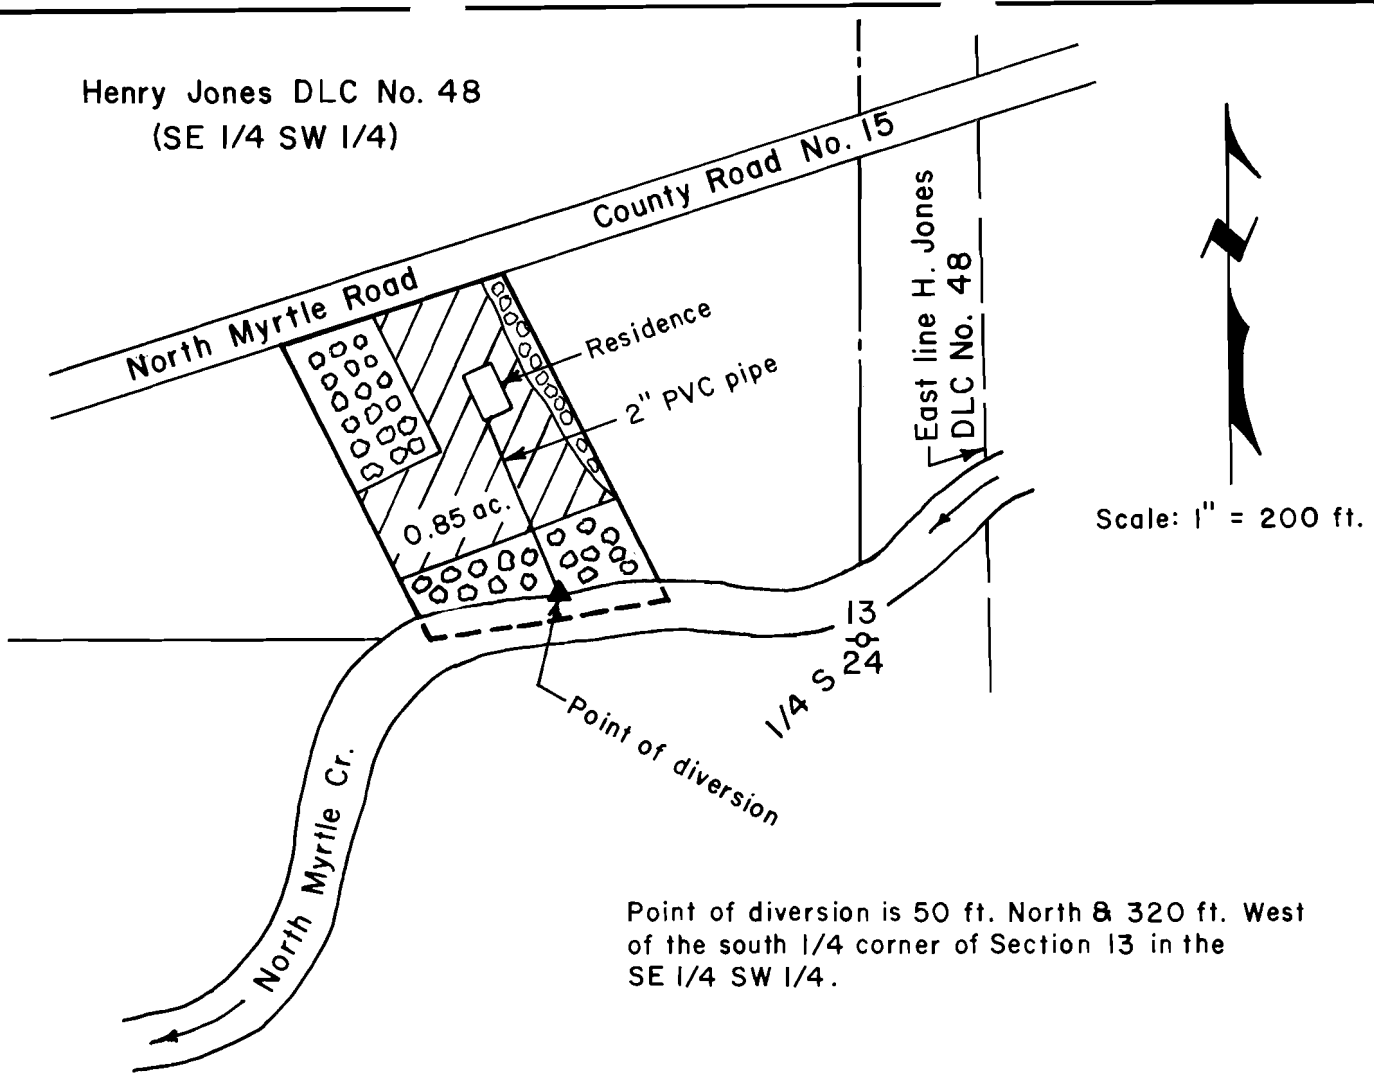 Henry Jones DLC No. 48
(SE 1/4 SW 1/4)
North Myrtle Road
County Road No. 15
East line H. Jones
DLC No. 48
N
Residence
2" PVC pipe
0.85 ac.
Scale: 1" = 200 ft.
13
1/4 S
24
Point of diversion
North Myrtle Cr.
Point of diversion is 50 ft. North & 320 ft. West
of the south 1/4 corner of Section 13 in the
SE 1/4 SW 1/4.